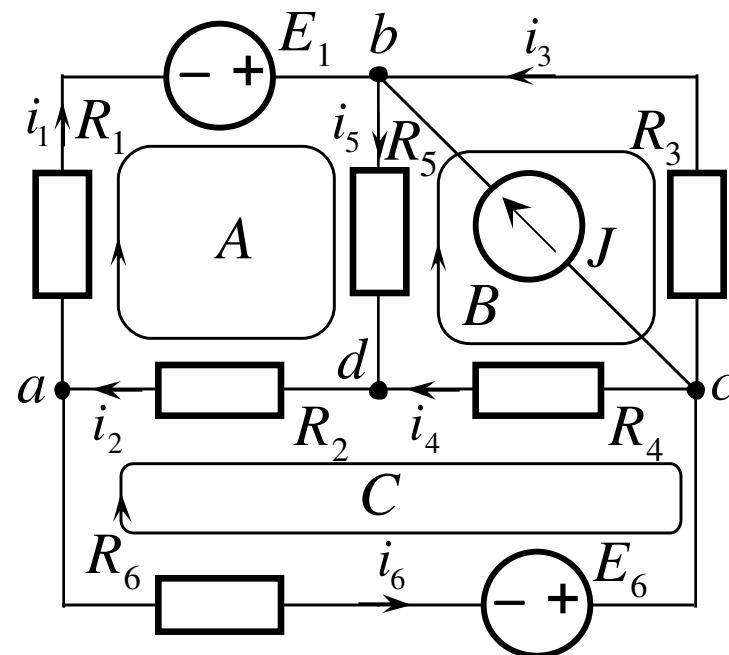 b
E₁
i₃
− +
i₁ R₁
i₅ R₅
R₃
A
J
B
a
d
c
i₂
R₂
i₄
R₄
C
R₆
i₆
E₆
− +